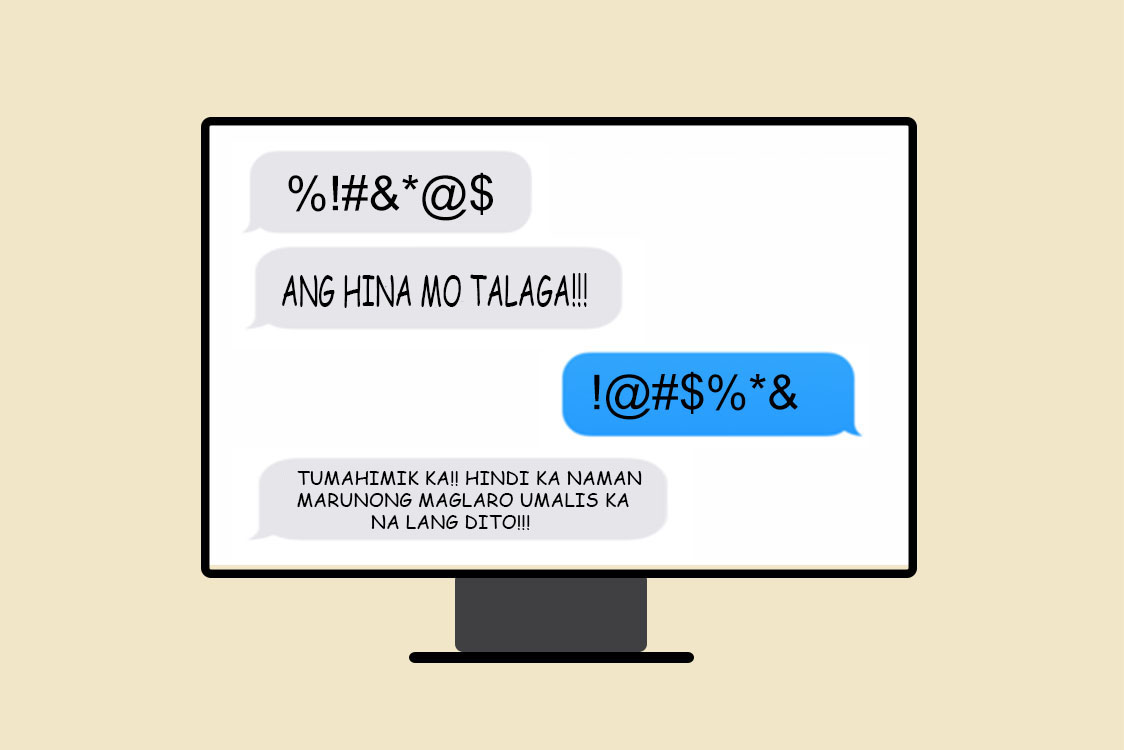 %!#&*@$
ANG HINA MO TALAGA!!!
!@#$%*&
TUMAHIMIK KA!! HINDI KA NAMAN
MARUNONG MAGLARO UMALIS KA
NA LANG DITO!!!